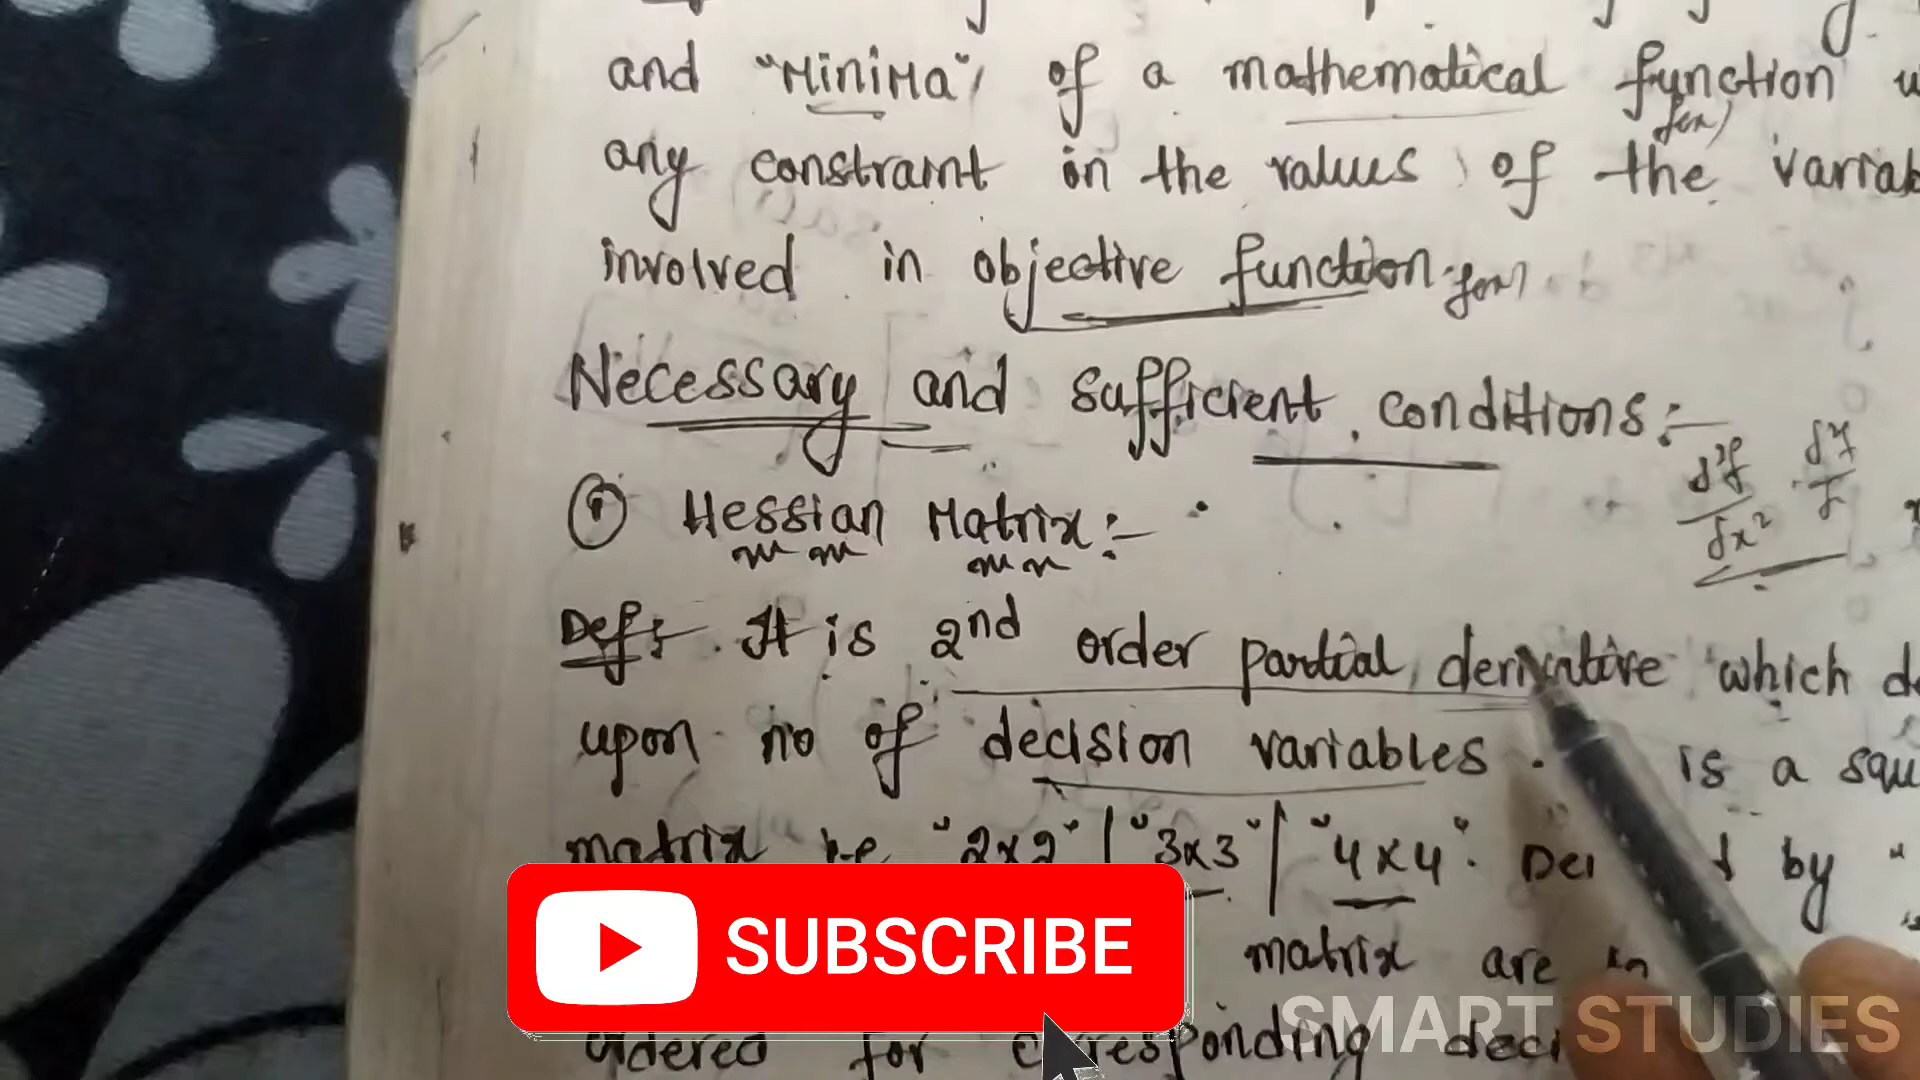 and "MiniMa" of a mathematical function
f(x)
any constraint in the values of the
involved in objective function. f(x)
Necessary and sufficient conditions:-
① Hessian Matrix:-
Def: It is 2nd order partial derivative which
upon no of decision variables. is a
matrix be "2x2" | "3x3" | "4x4". by "
matrix are in
SUBSCRIBE
SMART STUDIES
ordered for corresponding